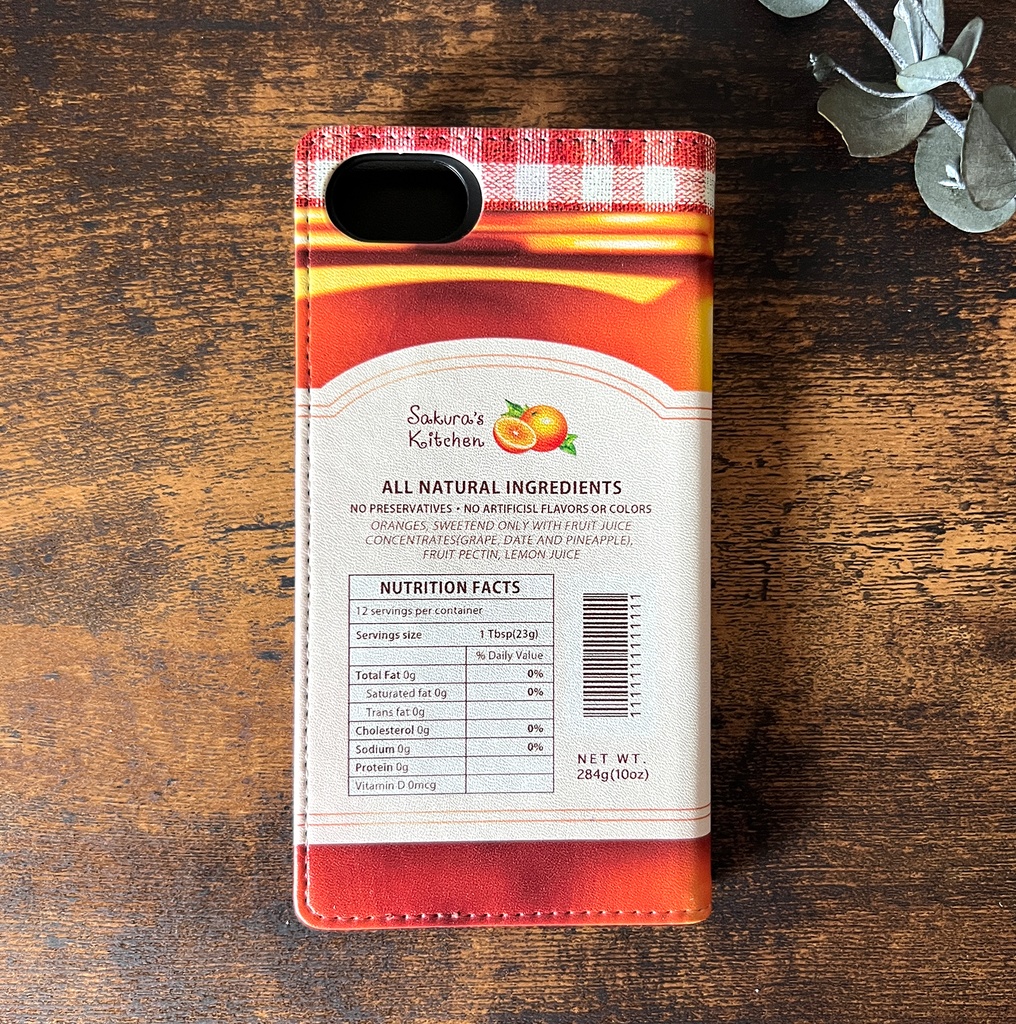 Sakura's
Kitchen
ALL NATURAL INGREDIENTS
NO PRESERVATIVES • NO ARTIFICISL FLAVORS OR COLORS
ORANGES, SWEETEND ONLY WITH FRUIT JUICE
CONCENTRATES(GRAPE, DATE AND PINEAPPLE),
FRUIT PECTIN, LEMON JUICE
NUTRITION FACTS
12 servings per container
Servings size 1 Tbsp(23g)
% Daily Value
Total Fat 0g 0%
Saturated fat 0g 0%
Trans fat 0g
Cholesterol 0g 0%
Sodium 0g 0%
Protein 0g
Vitamin D 0mcg
NET WT.
284g(10oz)